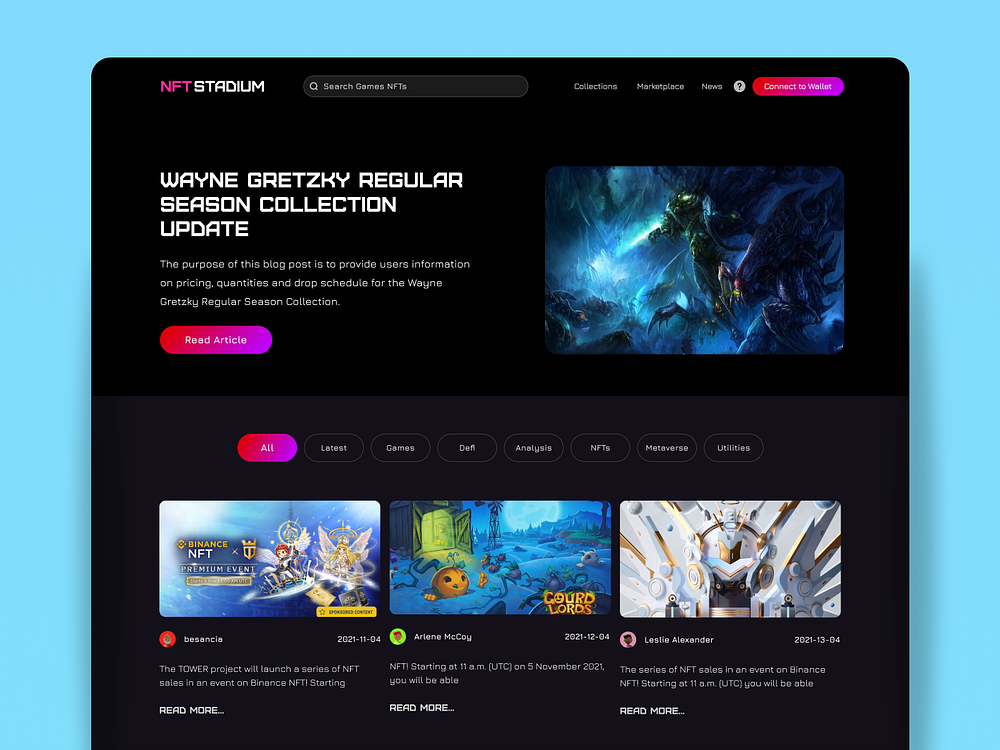 NFT STADIUM
Search Games NFTs
Collections
Marketplace
News
?
Connect to Wallet
WAYNE GRETZKY REGULAR
SEASON COLLECTION
UPDATE
The purpose of this blog post is to provide users information
on pricing, quantities and drop schedule for the Wayne
Gretzky Regular Season Collection.
Read Article
All
Latest
Games
Defi
Analysis
NFTs
Metaverse
Utilities
BINANCE
NFT
X
PREMIUM EVENT
SPONSORED CONTENT
besancia
2021-11-04
The TOWER project will launch a series of NFT
sales in an event on Binance NFT! Starting
READ MORE...
GOURD
LORDS
Arlene McCoy
2021-12-04
NFT! Starting at 11 a.m. (UTC) on 5 November 2021,
you will be able
READ MORE...
Leslie Alexander
2021-13-04
The series of NFT sales in an event on Binance
NFT! Starting at 11 a.m. (UTC) you will be able
READ MORE...